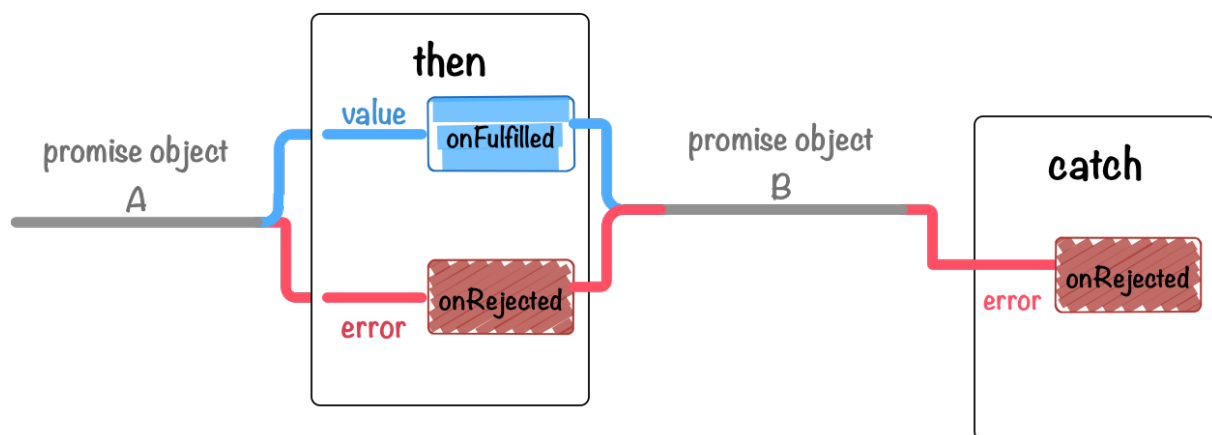 then
value
onFulfilled
promise object
A
error
onRejected
promise object
B
catch
error
onRejected